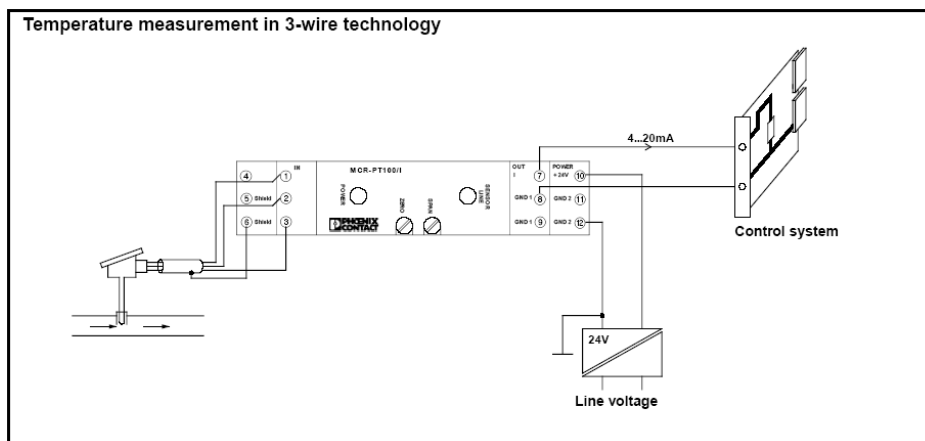 Temperature measurement in 3-wire technology
4...20mA
IN
MCR-PT100/I
OUT
I
POWER
+ 24V
4
1
7
10
5 Shield
2
POWER
SENSOR
LINE
GND 1
8
GND 2
11
6 Shield
3
PHOENIX
CONTACT
ZERO
SPAN
GND 1
9
GND 2
12
Control system
24V
Line voltage